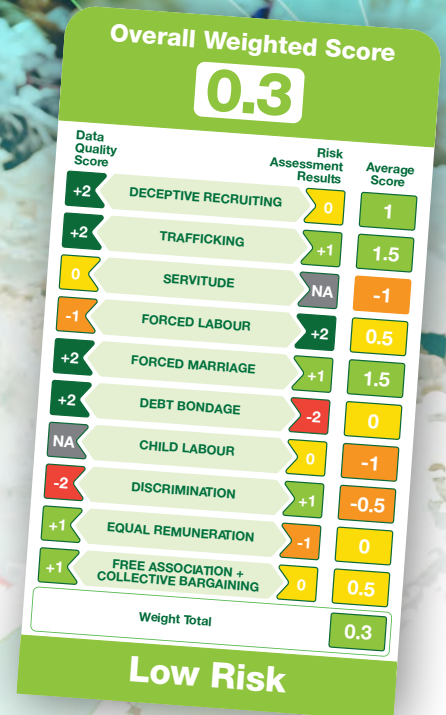 Overall Weighted Score
0.3
Data
Quality
Score
Risk
Assessment
Results
Average
Score
+2 DECEPTIVE RECRUITING 0 1
+2 TRAFFICKING +1 1.5
0 SERVITUDE NA -1
-1 FORCED LABOUR +2 0.5
+2 FORCED MARRIAGE +1 1.5
+2 DEBT BONDAGE -2 0
NA CHILD LABOUR 0 -1
-2 DISCRIMINATION +1 -0.5
+1 EQUAL REMUNERATION -1 0
+1 FREE ASSOCIATION +
COLLECTIVE BARGAINING 0 0.5
Weight Total 0.3
Low Risk